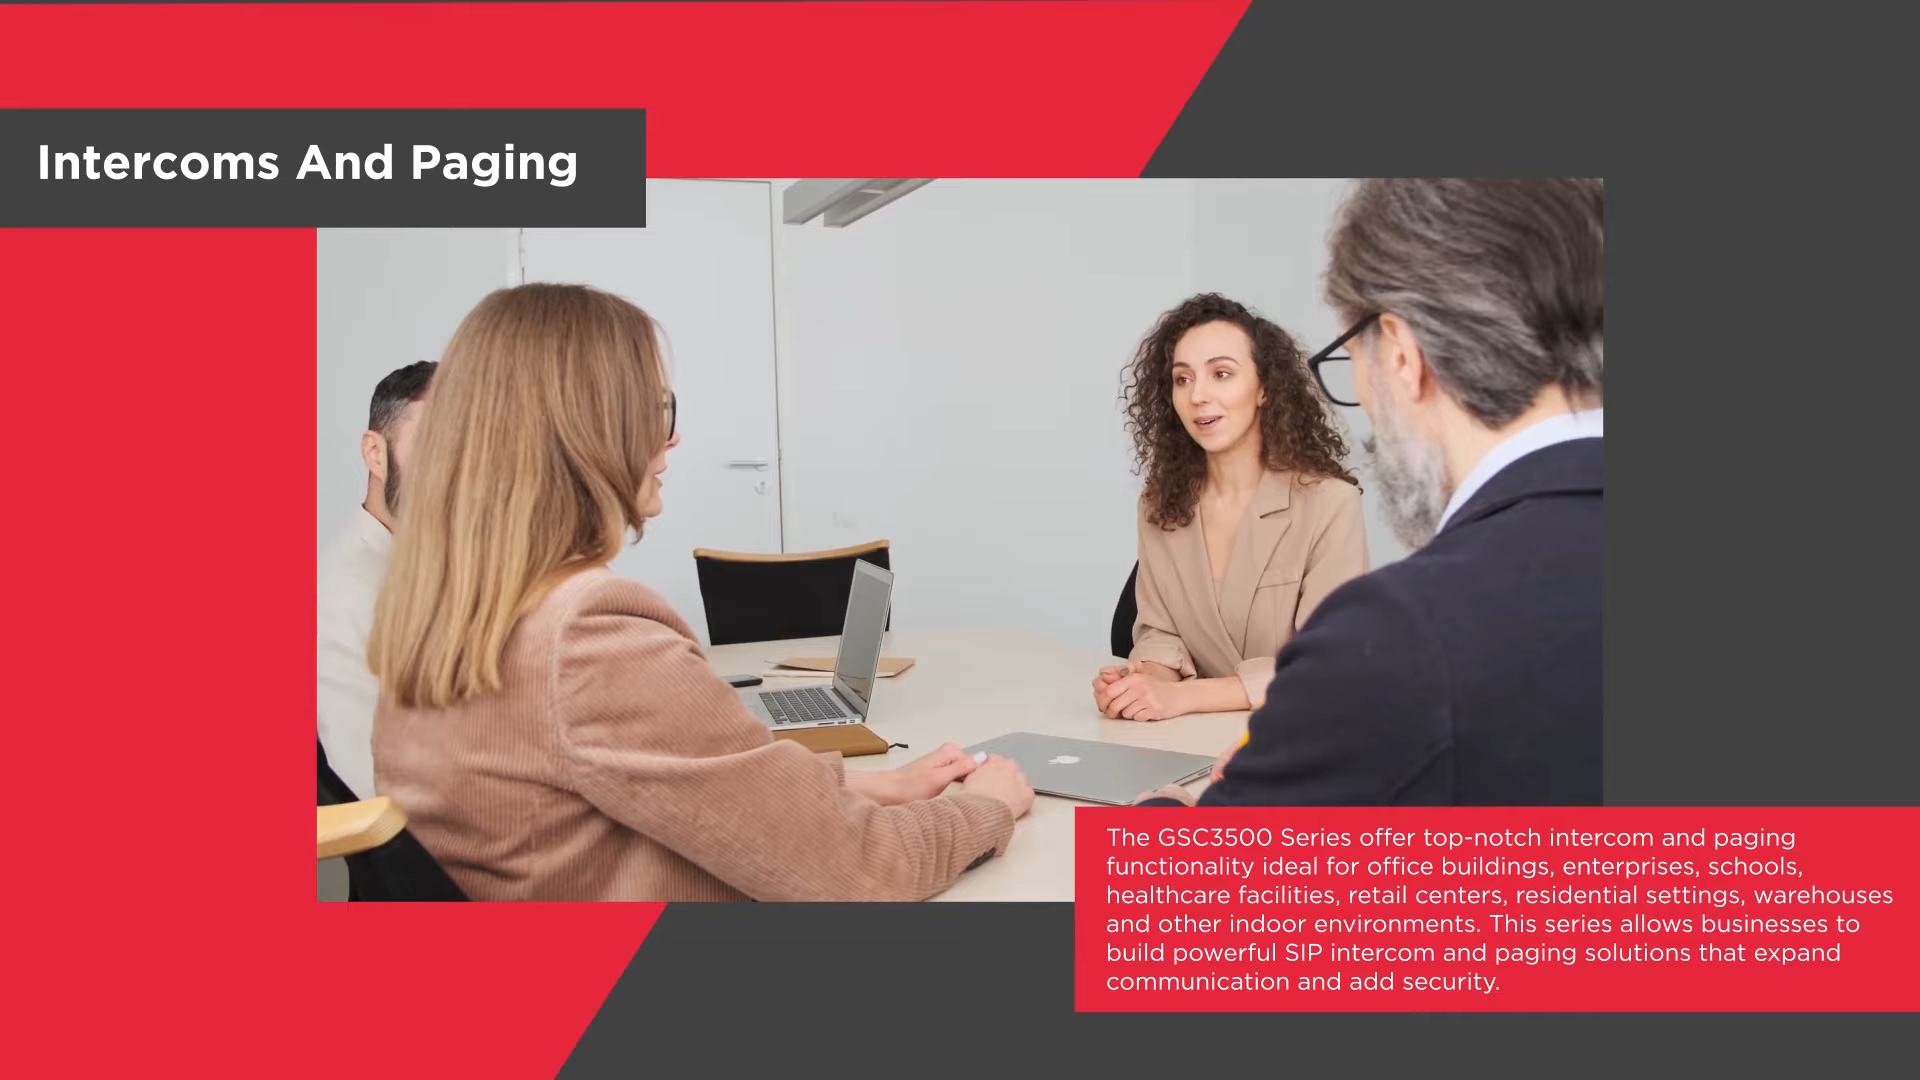 Intercoms And Paging
The GSC3500 Series offer top-notch intercom and paging
functionality ideal for office buildings, enterprises, schools,
healthcare facilities, retail centers, residential settings, warehouses
and other indoor environments. This series allows businesses to
build powerful SIP intercom and paging solutions that expand
communication and add security.